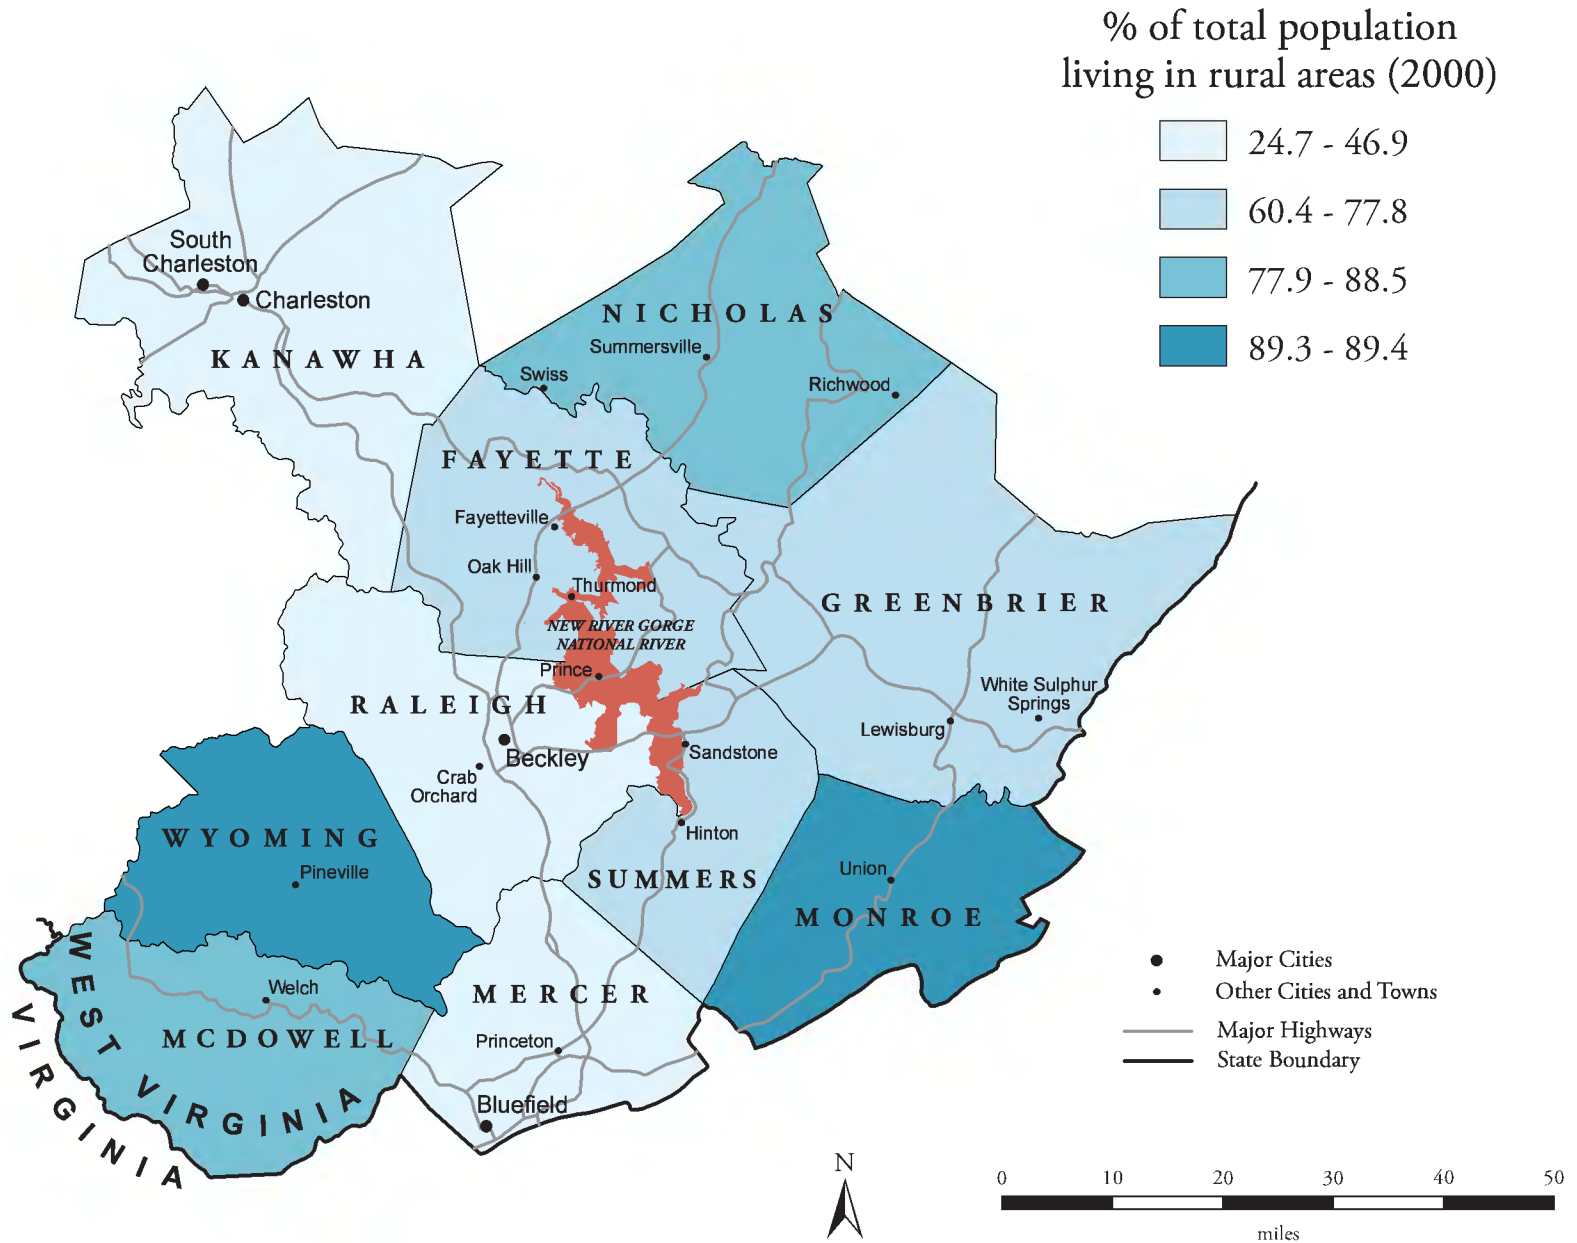 % of total population
living in rural areas (2000)
24.7 - 46.9
60.4 - 77.8
77.9 - 88.5
89.3 - 89.4
South
Charleston
Charleston
KANAWHA
NICHOLAS
Summersville
Swiss
Richwood
FAYETTE
Fayetteville
Oak Hill
Thurmond
NEW RIVER GORGE
NATIONAL RIVER
Prince
GREENBRIER
White Sulphur
Springs
Lewisburg
RALEIGH
Beckley
Crab
Orchard
Sandstone
Hinton
SUMMERS
WYOMING
Pineville
Union
MONROE
MERCER
Princeton
Bluefield
Welch
MCDOWELL
WEST VIRGINIA
VIRGINIA
Major Cities
Other Cities and Towns
Major Highways
State Boundary
N
0 10 20 30 40 50
miles